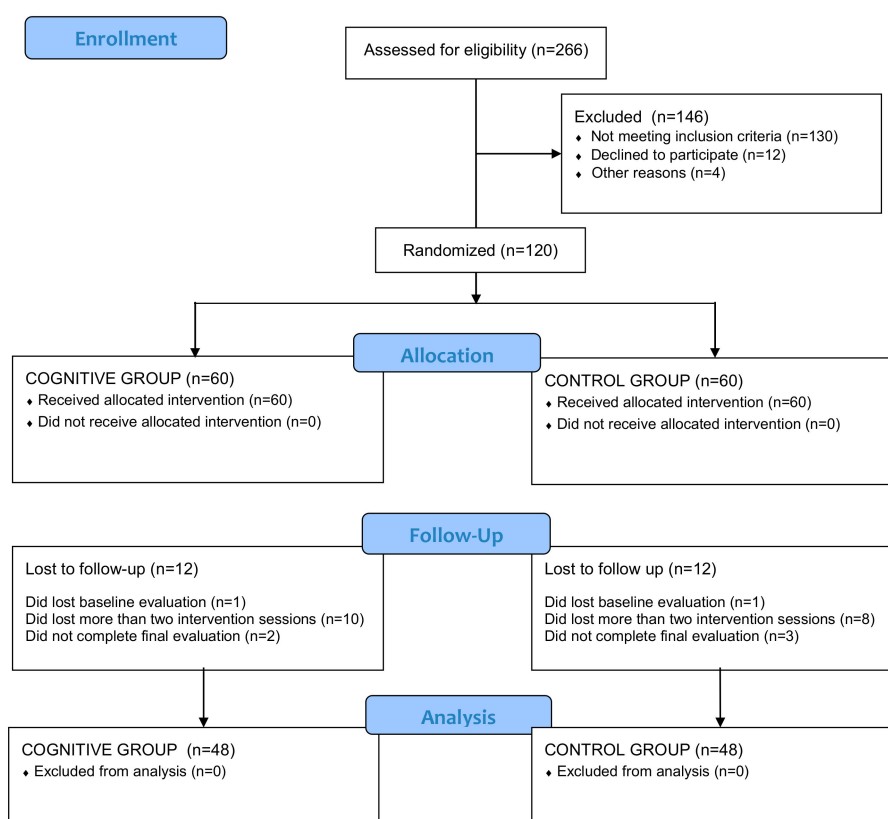 Enrollment
Assessed for eligibility (n=266)
Excluded (n=146)
♦ Not meeting inclusion criteria (n=130)
♦ Declined to participate (n=12)
♦ Other reasons (n=4)
Randomized (n=120)
Allocation
COGNITIVE GROUP (n=60)
♦ Received allocated intervention (n=60)
♦ Did not receive allocated intervention (n=0)
CONTROL GROUP (n=60)
♦ Received allocated intervention (n=60)
♦ Did not receive allocated intervention (n=0)
Follow-Up
Lost to follow-up (n=12)
Did lost baseline evaluation (n=1)
Did lost more than two intervention sessions (n=10)
Did not complete final evaluation (n=2)
Lost to follow up (n=12)
Did lost baseline evaluation (n=1)
Did lost more than two intervention sessions (n=8)
Did not complete final evaluation (n=3)
Analysis
COGNITIVE GROUP (n=48)
♦ Excluded from analysis (n=0)
CONTROL GROUP (n=48)
♦ Excluded from analysis (n=0)